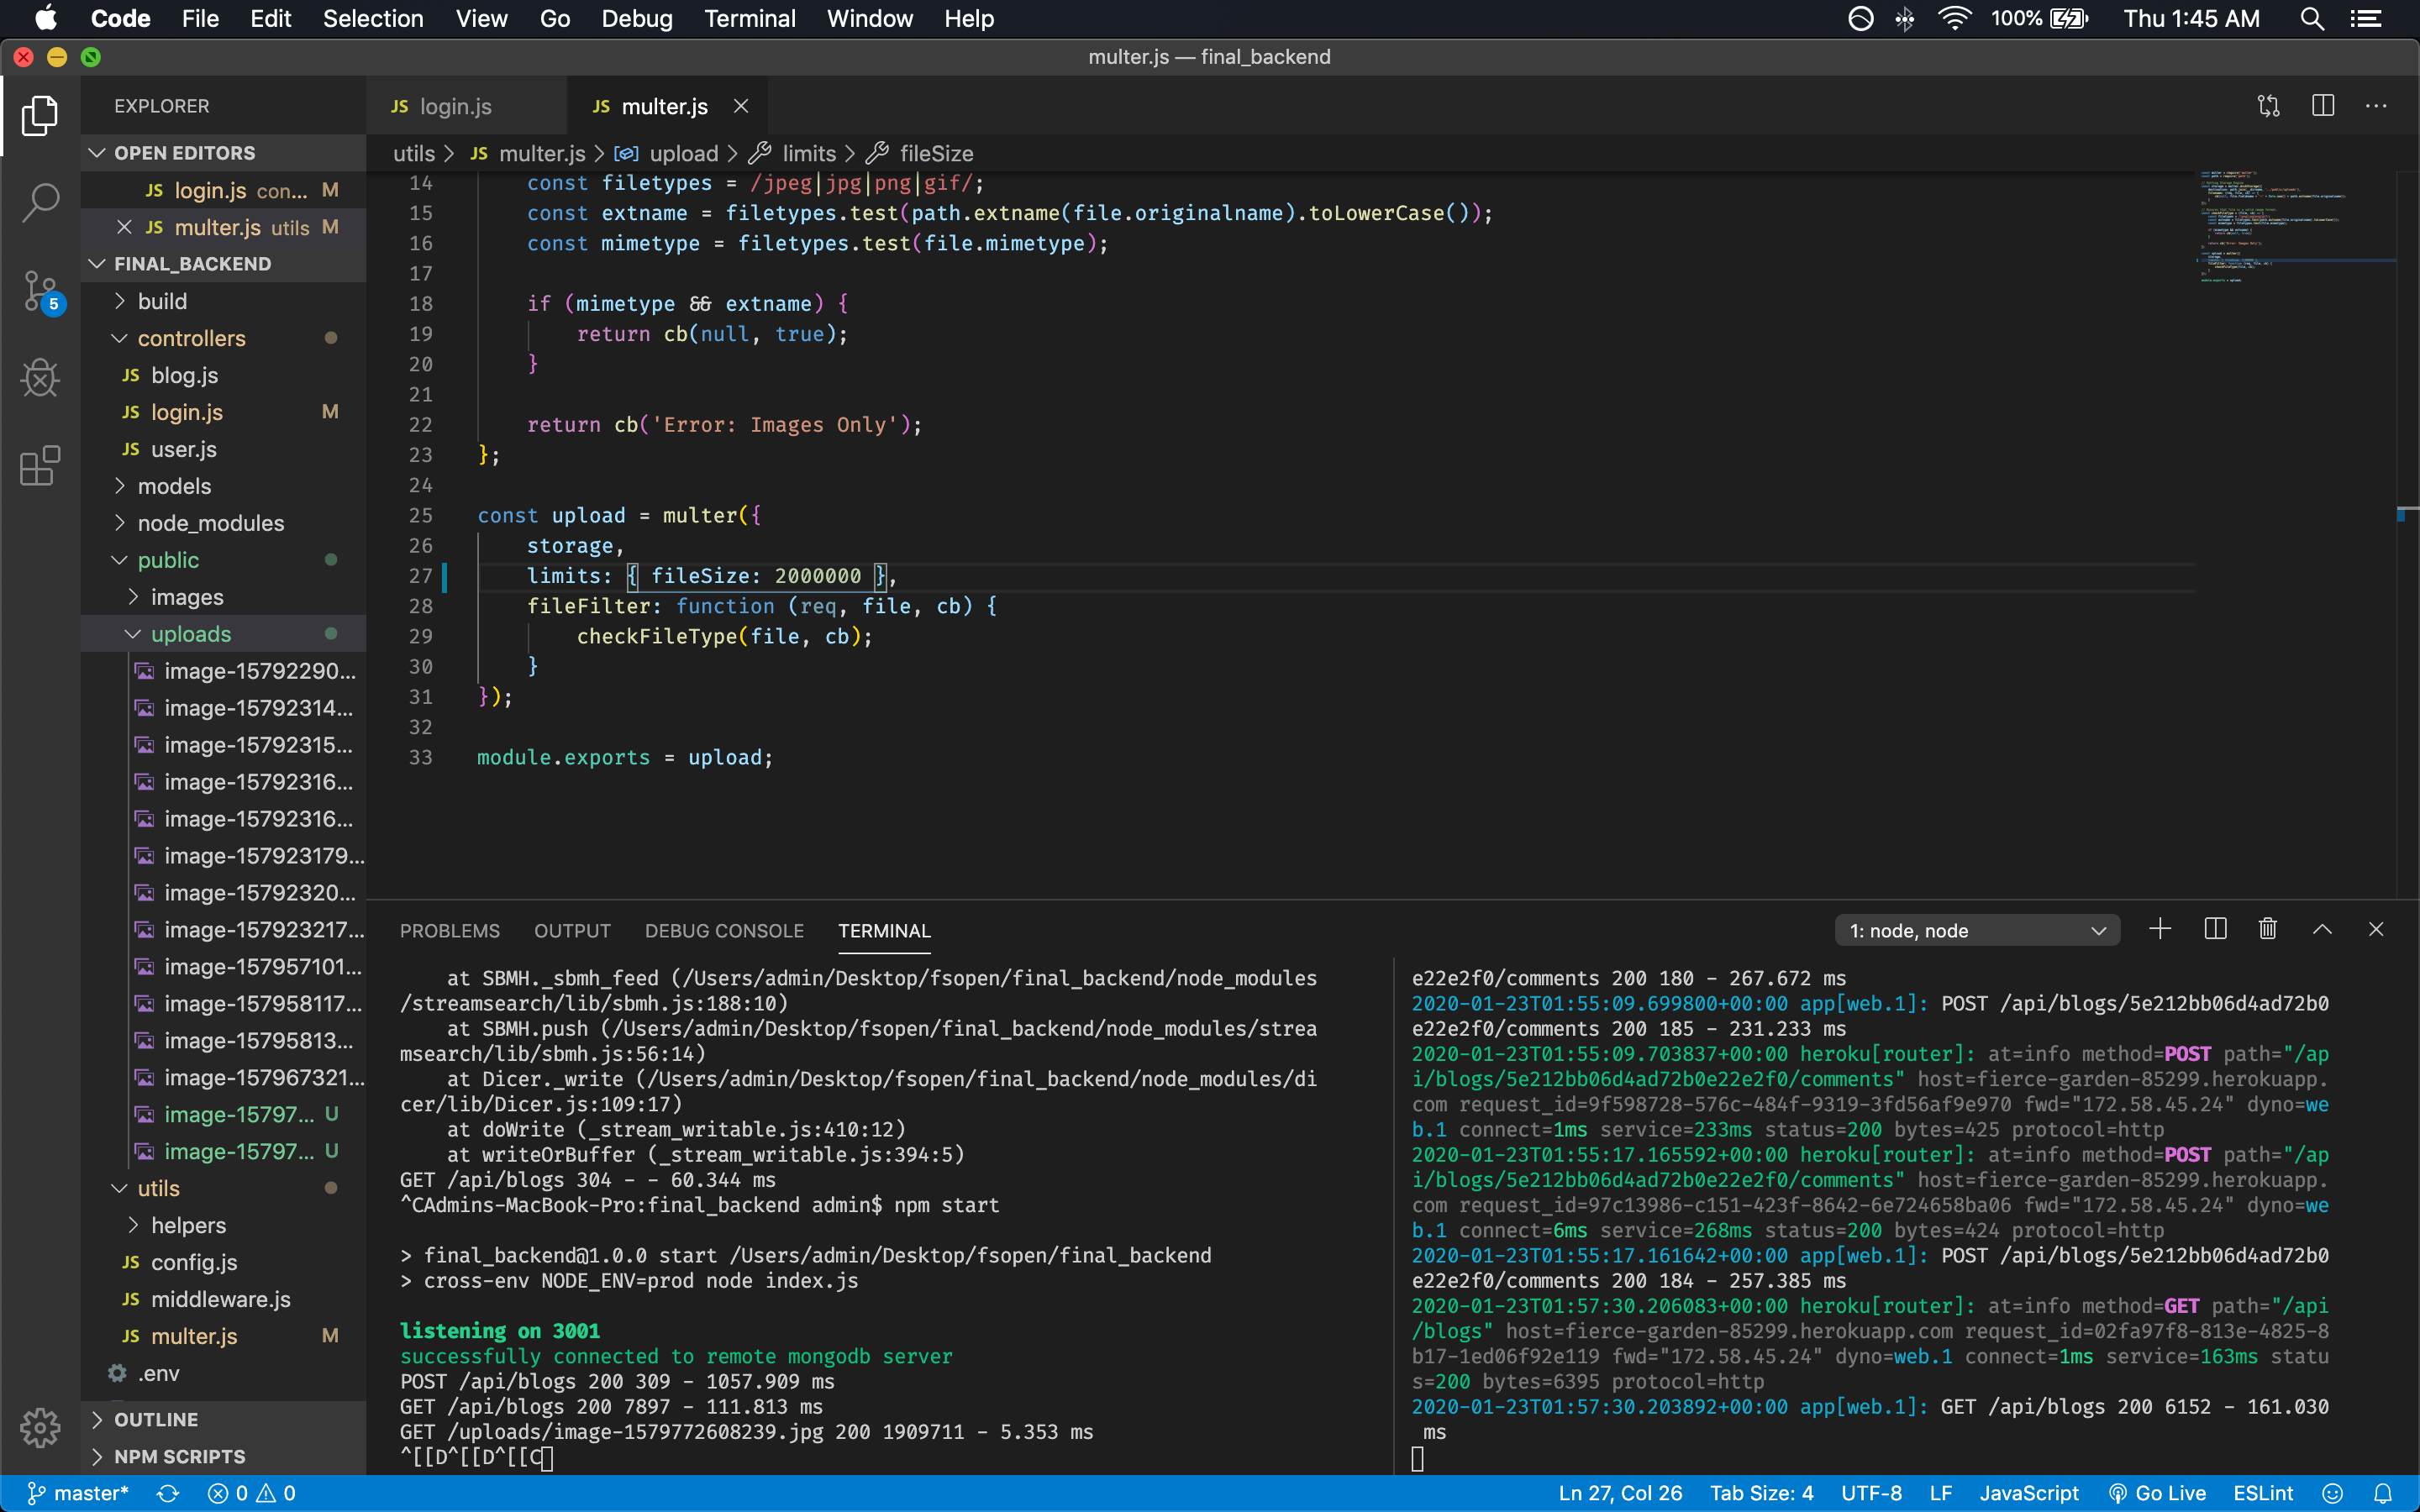 Code File Edit Selection View Go Debug Terminal Window Help 100% Thu 1:45 AM
multer.js — final_backend
EXPLORER
OPEN EDITORS
JS login.js con... M
JS multer.js utils M
FINAL_BACKEND
build
controllers
JS blog.js
JS login.js M
JS user.js
models
node_modules
public
images
uploads
image-15792290...
image-15792314...
image-15792315...
image-15792316...
image-15792316...
image-157923179...
image-15792320...
image-157923217...
image-157957101...
image-157958117...
image-15795813...
image-157967321...
image-15797... U
image-15797... U
utils
helpers
JS config.js
JS middleware.js
JS multer.js M
.env
OUTLINE
NPM SCRIPTS
JS login.js JS multer.js
utils > JS multer.js > upload > limits > fileSize
14 const filetypes = /jpeg|jpg|png|gif/;
15 const extname = filetypes.test(path.extname(file.originalname).toLowerCase());
16 const mimetype = filetypes.test(file.mimetype);
17
18 if (mimetype && extname) {
19 return cb(null, true);
20 }
21
22 return cb('Error: Images Only');
23 };
24
25 const upload = multer({
26 storage,
27 limits: { fileSize: 2000000 },
28 fileFilter: function (req, file, cb) {
29 checkFileType(file, cb);
30 }
31 });
32
33 module.exports = upload;
PROBLEMS OUTPUT DEBUG CONSOLE TERMINAL 1: node, node
at SBMH._sbmh_feed (/Users/admin/Desktop/fsopen/final_backend/node_modules
/streamsearch/lib/sbmh.js:188:10)
at SBMH.push (/Users/admin/Desktop/fsopen/final_backend/node_modules/strea
msearch/lib/sbmh.js:56:14)
at Dicer._write (/Users/admin/Desktop/fsopen/final_backend/node_modules/di
cer/lib/Dicer.js:109:17)
at doWrite (_stream_writable.js:410:12)
at writeOrBuffer (_stream_writable.js:394:5)
GET /api/blogs 304 - - 60.344 ms
^CAdmins-MacBook-Pro:final_backend admin$ npm start
> final_backend@1.0.0 start /Users/admin/Desktop/fsopen/final_backend
> cross-env NODE_ENV=prod node index.js
listening on 3001
successfully connected to remote mongodb server
POST /api/blogs 200 309 - 1057.909 ms
GET /api/blogs 200 7897 - 111.813 ms
GET /uploads/image-1579772608239.jpg 200 1909711 - 5.353 ms
^[[D^[[D^[[C
e22e2f0/comments 200 180 - 267.672 ms
2020-01-23T01:55:09.699800+00:00 app[web.1]: POST /api/blogs/5e212bb06d4ad72b0
e22e2f0/comments 200 185 - 231.233 ms
2020-01-23T01:55:09.703837+00:00 heroku[router]: at=info method=POST path="/ap
i/blogs/5e212bb06d4ad72b0e22e2f0/comments" host=fierce-garden-85299.herokuapp.
com request_id=9f598728-576c-484f-9319-3fd56af9e970 fwd="172.58.45.24" dyno=we
b.1 connect=1ms service=233ms status=200 bytes=425 protocol=http
2020-01-23T01:55:17.165592+00:00 heroku[router]: at=info method=POST path="/ap
i/blogs/5e212bb06d4ad72b0e22e2f0/comments" host=fierce-garden-85299.herokuapp.
com request_id=97c13986-c151-423f-8642-6e724658ba06 fwd="172.58.45.24" dyno=we
b.1 connect=6ms service=268ms status=200 bytes=424 protocol=http
2020-01-23T01:55:17.161642+00:00 app[web.1]: POST /api/blogs/5e212bb06d4ad72b0
e22e2f0/comments 200 184 - 257.385 ms
2020-01-23T01:57:30.206083+00:00 heroku[router]: at=info method=GET path="/api
/blogs" host=fierce-garden-85299.herokuapp.com request_id=02fa97f8-813e-4825-8
b17-1ed06f92e119 fwd="172.58.45.24" dyno=web.1 connect=1ms service=163ms statu
s=200 bytes=6395 protocol=http
2020-01-23T01:57:30.203892+00:00 app[web.1]: GET /api/blogs 200 6152 - 161.030
ms
5
master* 0 0 Ln 27, Col 26 Tab Size: 4 UTF-8 LF JavaScript Go Live ESLint